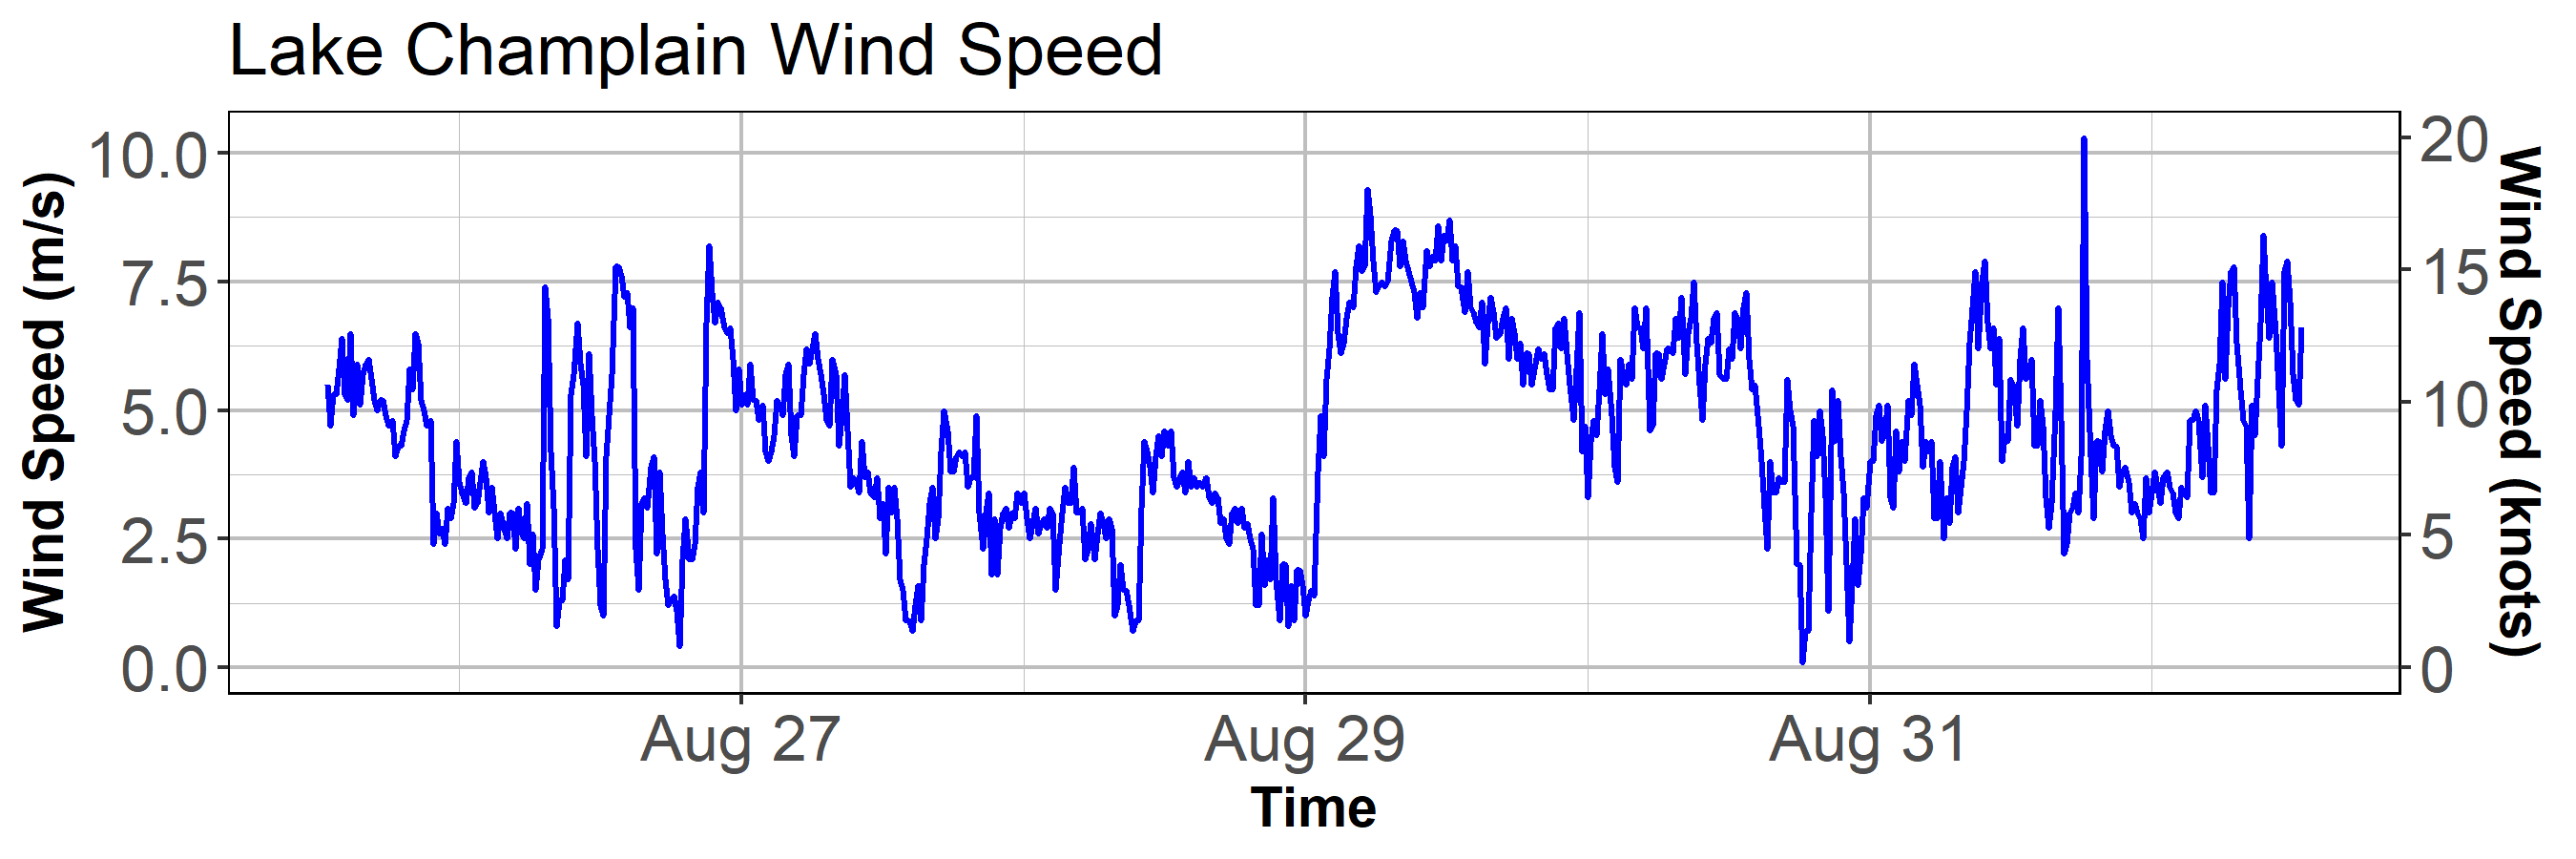 Lake Champlain Wind Speed
Wind Speed (m/s)
10.0
7.5
5.0
2.5
0.0
20
15
10
5
0
Wind Speed (knots)
Aug 27
Aug 29
Aug 31
Time